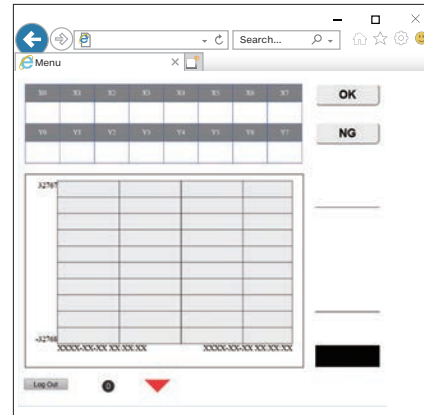 Search...
Menu
X0 X1 X2 X3 X4 X5 X6 X7
OK
Y0 Y1 Y2 Y3 Y4 Y5 Y6 Y7
NG
32767
-32768
XXXX-XX-XX XX:XX:XX XXXX-XX-XX XX:XX:XX
Log Out
0